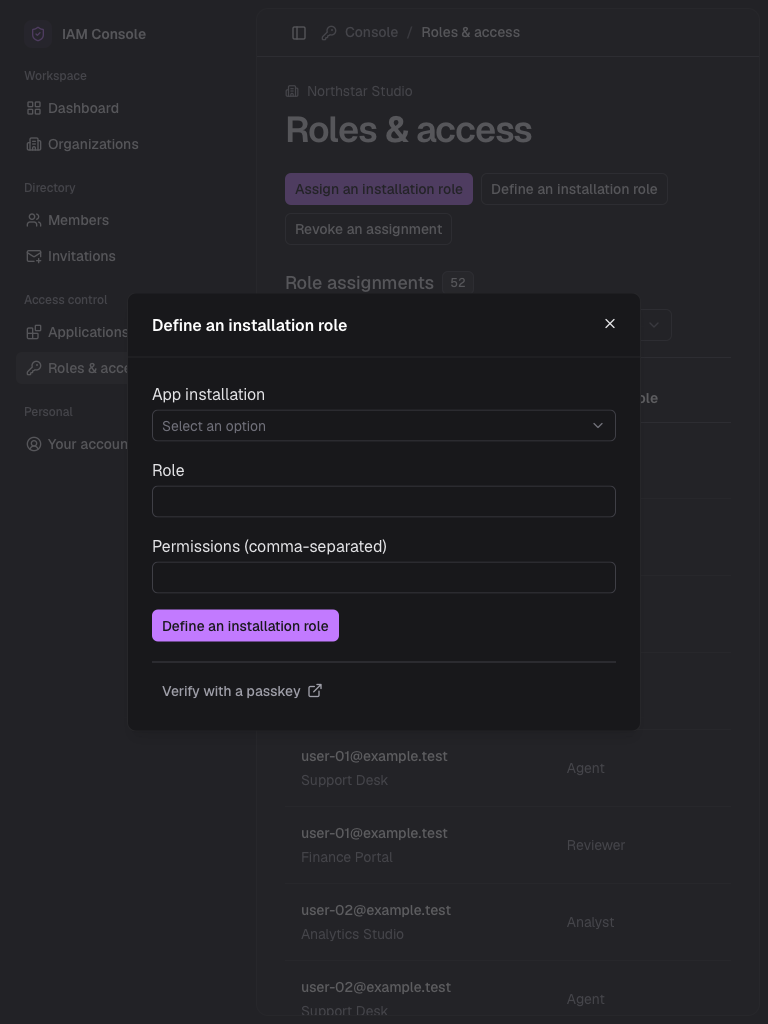 IAM Console
Workspace
Dashboard
Organizations
Directory
Members
Invitations
Access control
Applications
Roles & acce
Personal
Your accoun
Console / Roles & access
Northstar Studio
Roles & access
Assign an installation role
Define an installation role
Revoke an assignment
Role assignments 52
Define an installation role
App installation
Select an option
Role
Permissions (comma-separated)
Define an installation role
Verify with a passkey
user-01@example.test
Support Desk
Agent
user-01@example.test
Finance Portal
Reviewer
user-02@example.test
Analytics Studio
Analyst
user-02@example.test
Support Desk
Agent